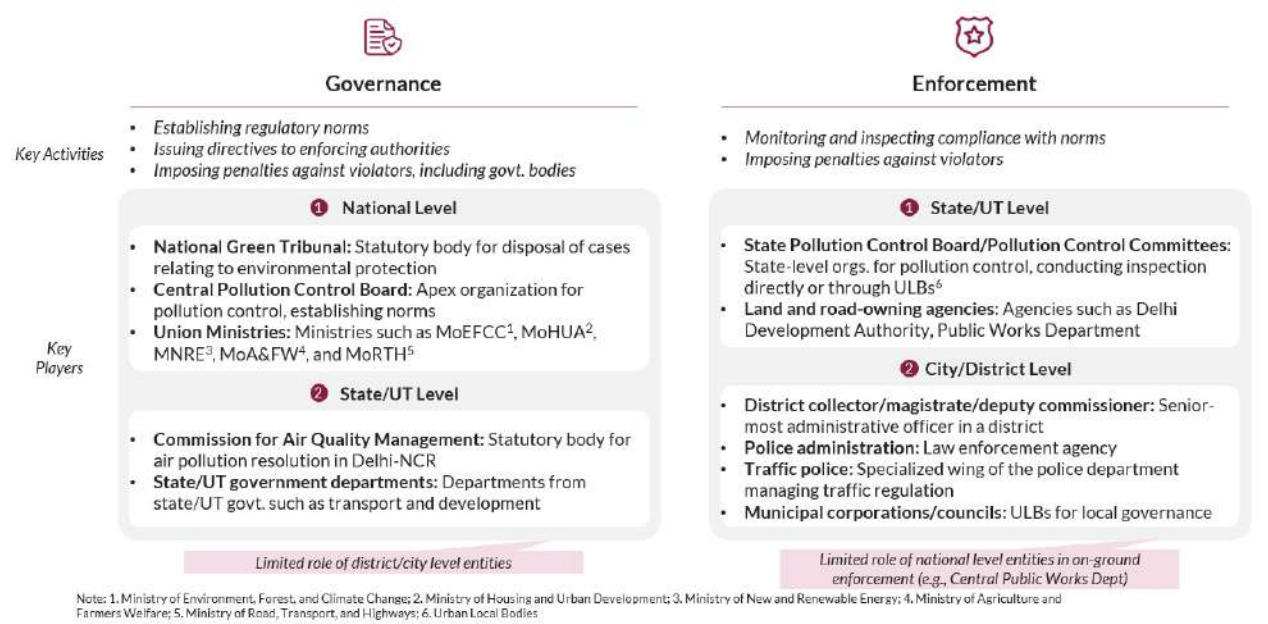 Governance
Key Activities
• Establishing regulatory norms
• Issuing directives to enforcing authorities
• Imposing penalties against violators, including govt. bodies
Key
Players
1 National Level
• National Green Tribunal: Statutory body for disposal of cases
relating to environmental protection
• Central Pollution Control Board: Apex organization for
pollution control, establishing norms
• Union Ministries: Ministries such as MoEFCC¹, MoHUA²,
MNRE³, MoA&FW⁴, and MoRTH⁵
2 State/UT Level
• Commission for Air Quality Management: Statutory body for
air pollution resolution in Delhi-NCR
• State/UT government departments: Departments from
state/UT govt. such as transport and development
Limited role of district/city level entities
Enforcement
• Monitoring and inspecting compliance with norms
• Imposing penalties against violators
1 State/UT Level
• State Pollution Control Board/Pollution Control Committees:
State-level orgs. for pollution control, conducting inspection
directly or through ULBs⁶
• Land and road-owning agencies: Agencies such as Delhi
Development Authority, Public Works Department
2 City/District Level
• District collector/magistrate/deputy commissioner: Senior-
most administrative officer in a district
• Police administration: Law enforcement agency
• Traffic police: Specialized wing of the police department
managing traffic regulation
• Municipal corporations/councils: ULBs for local governance
Limited role of national level entities in on-ground
enforcement (e.g., Central Public Works Dept)
Note: 1. Ministry of Environment, Forest, and Climate Change; 2. Ministry of Housing and Urban Development; 3. Ministry of New and Renewable Energy; 4. Ministry of Agriculture and
Farmers Welfare; 5. Ministry of Road, Transport, and Highways; 6. Urban Local Bodies